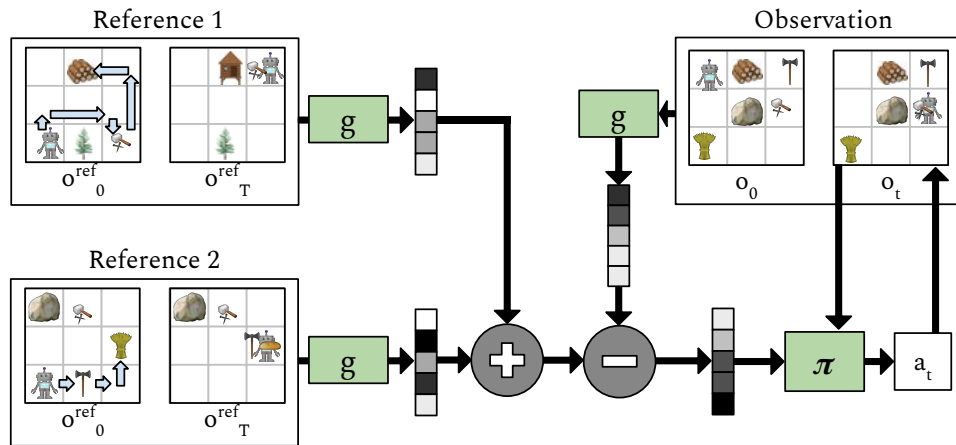 Reference 1
o^ref_0
o^ref_T
g
Observation
g
o_0
o_t
Reference 2
o^ref_0
o^ref_T
g
+
−
π
a_t